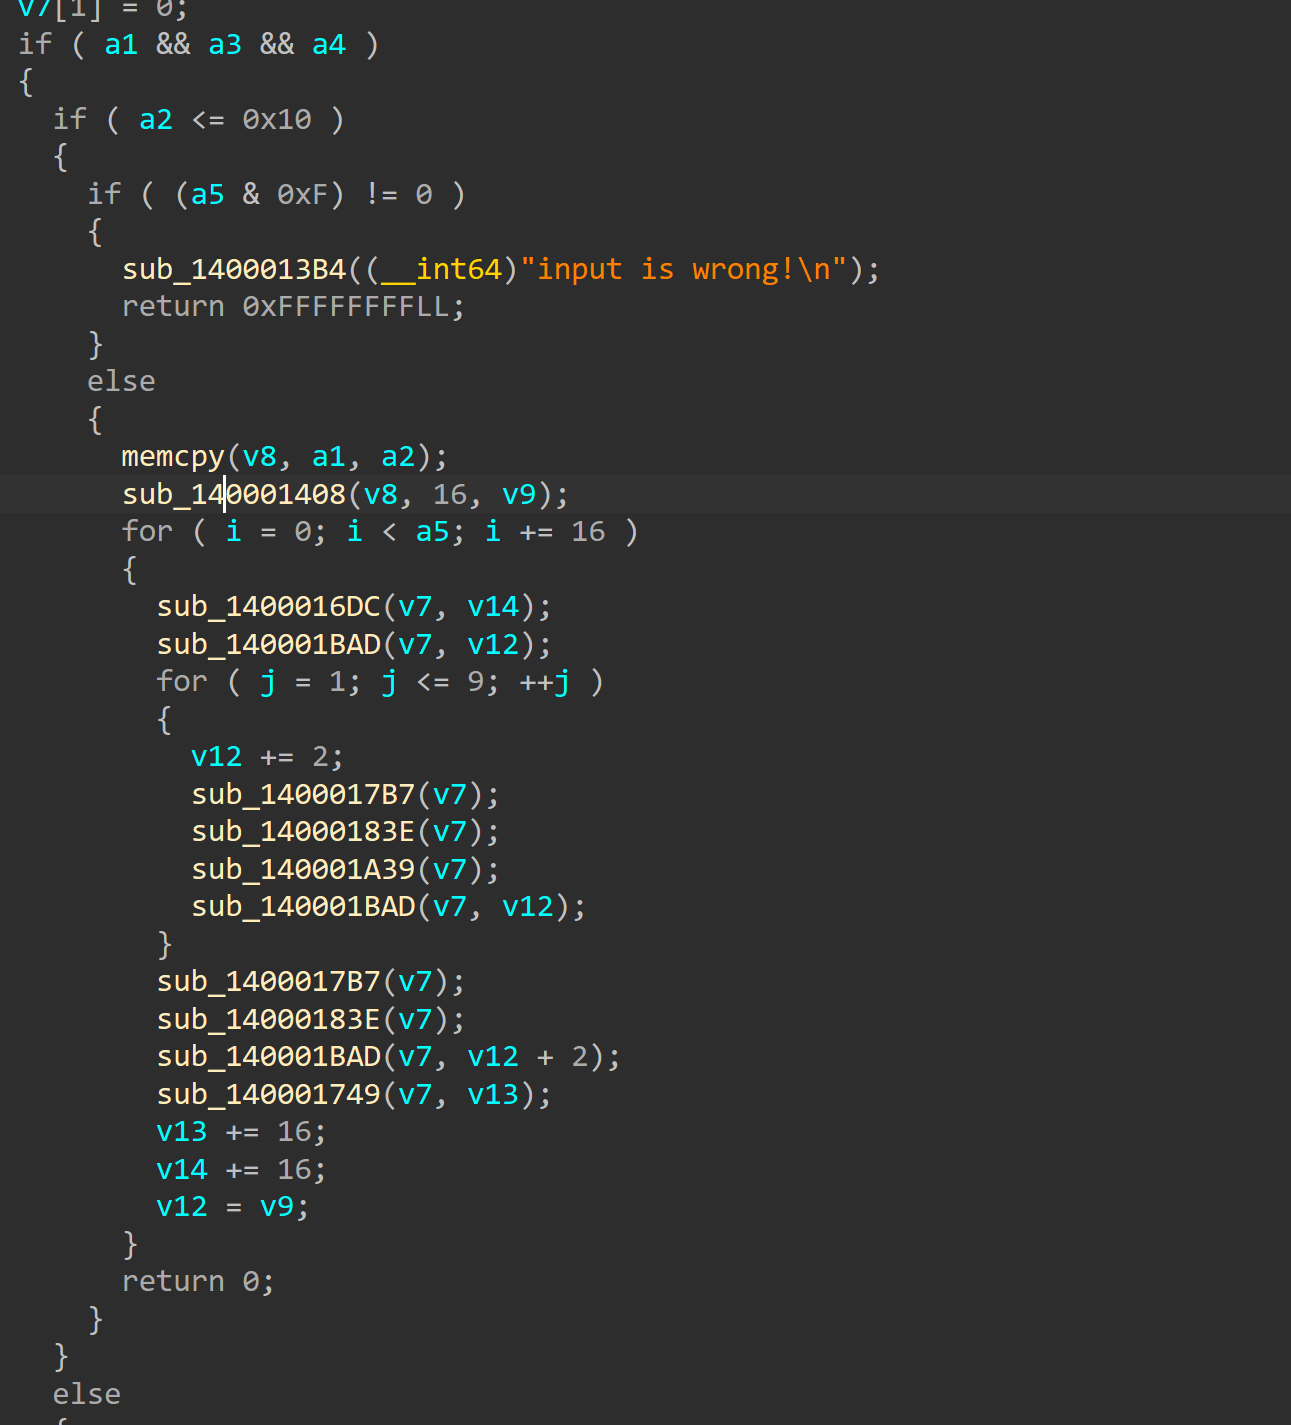 v7[1] = 0;
if ( a1 && a3 && a4 )
{
  if ( a2 <= 0x10 )
  {
    if ( (a5 & 0xF) != 0 )
    {
      sub_1400013B4((__int64)"input is wrong!\n");
      return 0xFFFFFFFFLL;
    }
    else
    {
      memcpy(v8, a1, a2);
      sub_140001408(v8, 16, v9);
      for ( i = 0; i < a5; i += 16 )
      {
        sub_1400016DC(v7, v14);
        sub_140001BAD(v7, v12);
        for ( j = 1; j <= 9; ++j )
        {
          v12 += 2;
          sub_1400017B7(v7);
          sub_14000183E(v7);
          sub_140001A39(v7);
          sub_140001BAD(v7, v12);
        }
        sub_1400017B7(v7);
        sub_14000183E(v7);
        sub_140001BAD(v7, v12 + 2);
        sub_140001749(v7, v13);
        v13 += 16;
        v14 += 16;
        v12 = v9;
      }
      return 0;
    }
  }
  else
  {